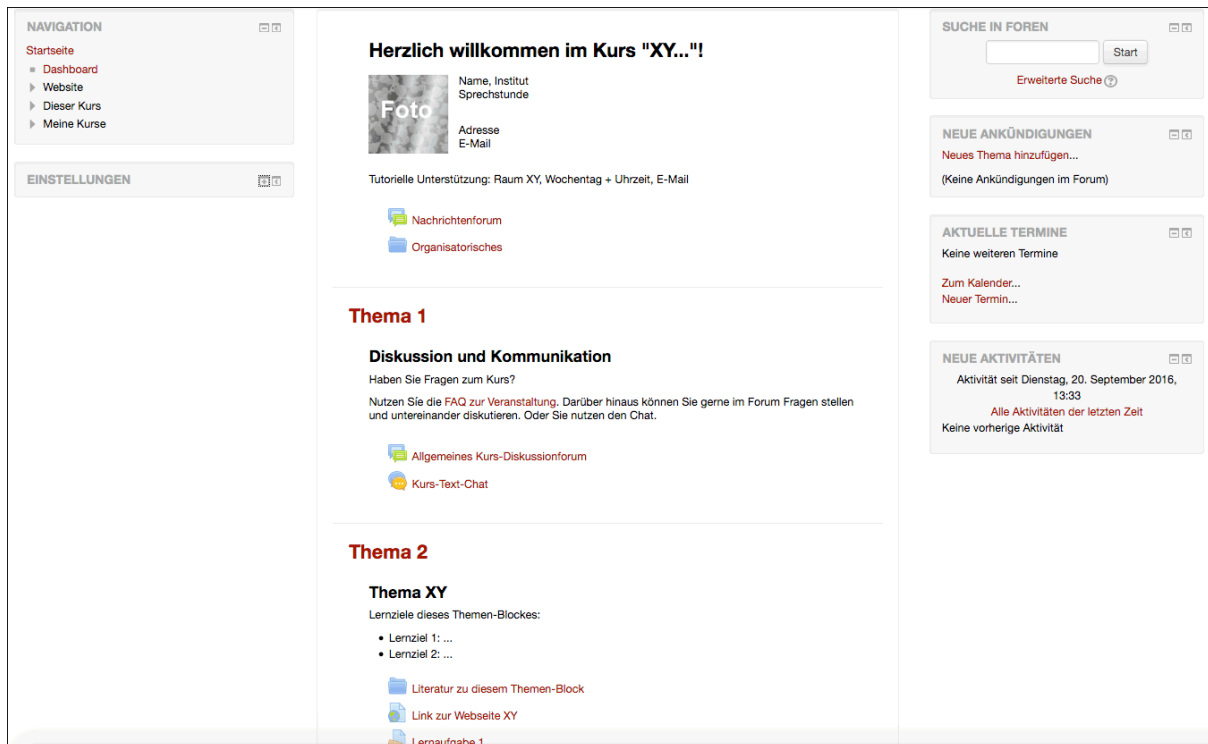 NAVIGATION
Startseite
Dashboard
Website
Dieser Kurs
Meine Kurse
EINSTELLUNGEN
Herzlich willkommen im Kurs "XY..."!
Foto
Name, Institut
Sprechstunde
Adresse
E-Mail
Tutorielle Unterstützung: Raum XY, Wochentag + Uhrzeit, E-Mail
Nachrichtenforum
Organisatorisches
Thema 1
Diskussion und Kommunikation
Haben Sie Fragen zum Kurs?
Nutzen Síe die FAQ zur Veranstaltung. Darüber hinaus können Sie gerne im Forum Fragen stellen
und untereinander diskutieren. Oder Sie nutzen den Chat.
Allgemeines Kurs-Diskussionforum
Kurs-Text-Chat
Thema 2
Thema XY
Lernziele dieses Themen-Blockes:
• Lernziel 1: ...
• Lernziel 2: ...
Literatur zu diesem Themen-Block
Link zur Webseite XY
Lernaufgabe 1
SUCHE IN FOREN
Start
Erweiterte Suche ?
NEUE ANKÜNDIGUNGEN
Neues Thema hinzufügen...
(Keine Ankündigungen im Forum)
AKTUELLE TERMINE
Keine weiteren Termine
Zum Kalender...
Neuer Termin...
NEUE AKTIVITÄTEN
Aktivität seit Dienstag, 20. September 2016,
13:33
Alle Aktivitäten der letzten Zeit
Keine vorherige Aktivität